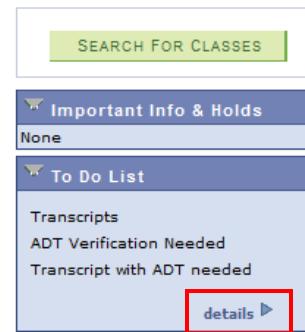 SEARCH FOR CLASSES
Important Info & Holds
None
To Do List
Transcripts
ADT Verification Needed
Transcript with ADT needed
details